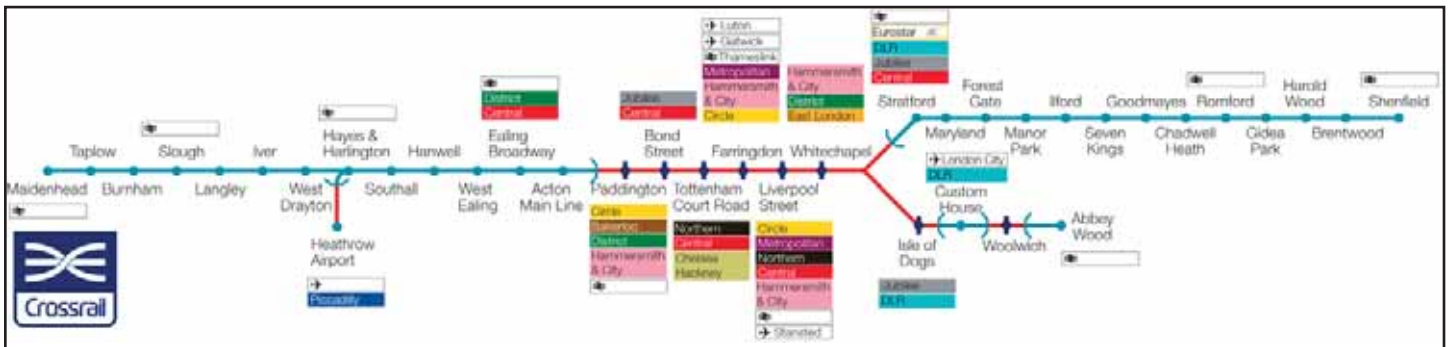 Luton
Gatwick
Thameslink
Metropolitan
Hammersmith
& City
Circle
Hammersmith
& City
District
East London
Eurostar
DLR
Jubilee
Central
District
Central
Jubilee
Central
Taplow
Slough
Iver
Hayes &
Harlington
Hanwell
Ealing
Broadway
Bond
Street
Farringdon
Whitechapel
Stratford
Forest
Gate
Ilford
Goodmayes
Romford
Harold
Wood
Shenfield
Maryland
Manor
Park
Seven
Kings
Chadwell
Heath
Gidea
Park
Brentwood
Maidenhead
Burnham
Langley
West
Drayton
Southall
West
Ealing
Acton
Main Line
Paddington
Tottenham
Court Road
Liverpool
Street
London City
DLR
Custom
House
Isle of
Dogs
Woolwich
Abbey
Wood
Heathrow
Airport
Piccadilly
Circle
Bakerloo
District
Hammersmith
& City
Northern
Central
Chelsea
Hackney
Circle
Metropolitan
Northern
Central
Hammersmith
& City
Stansted
Jubilee
DLR
Crossrail